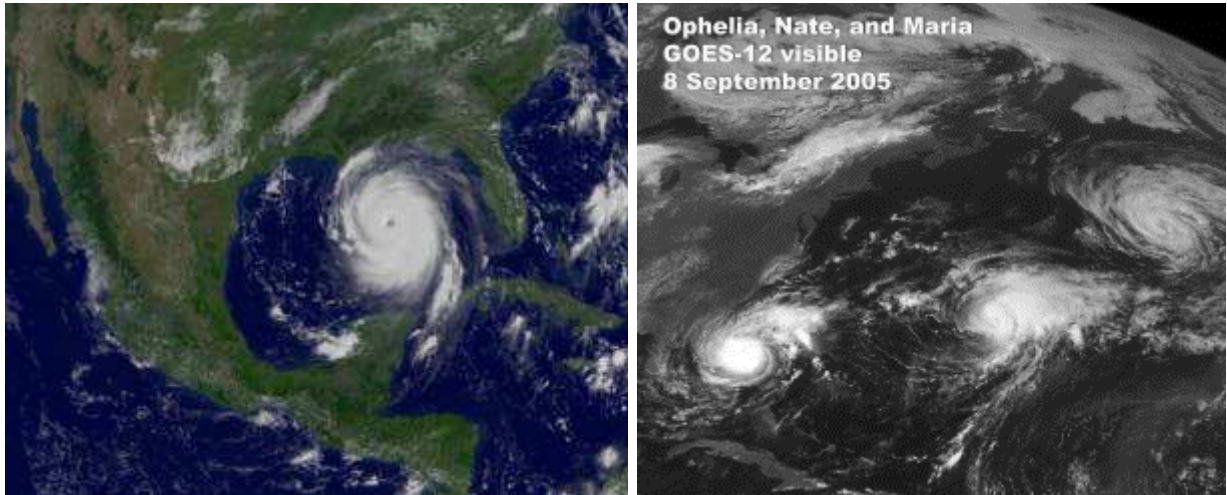 Ophelia, Nate, and Maria
GOES-12 visible
8 September 2005